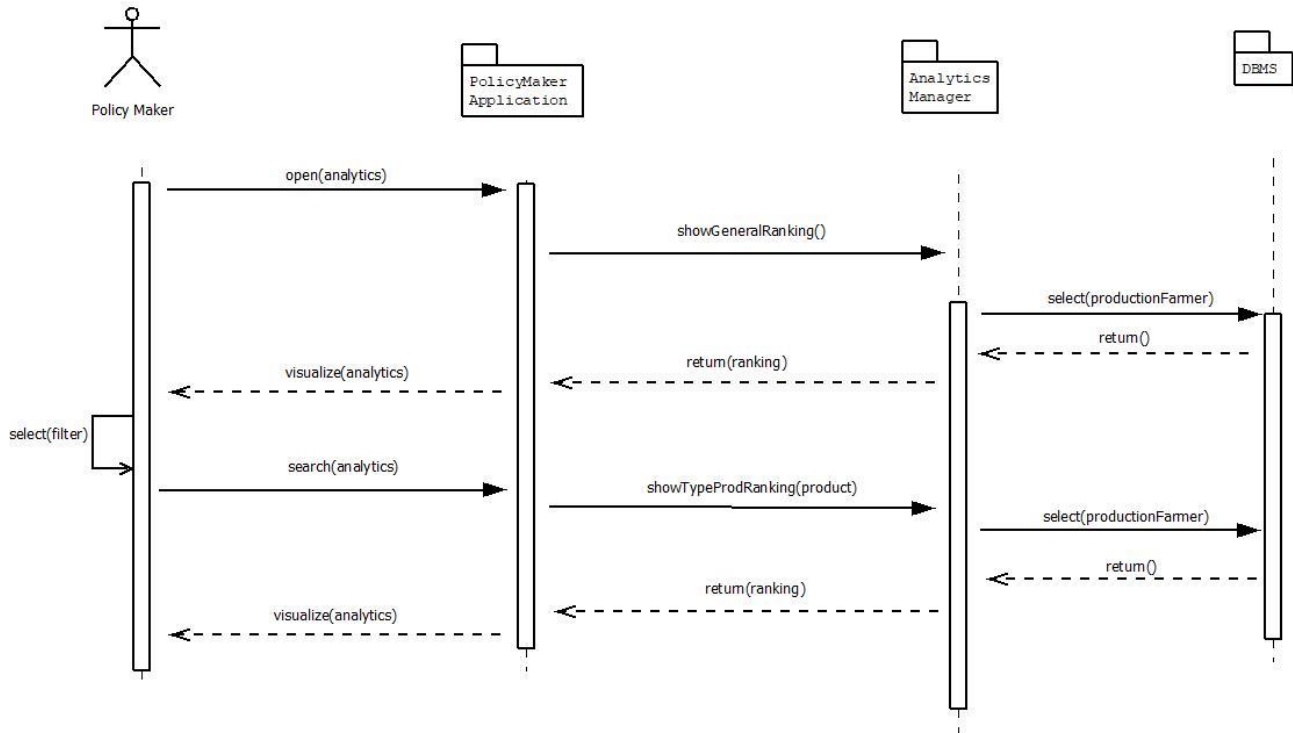 Policy Maker
PolicyMaker
Application
Analytics
Manager
DBMS
open(analytics)
showGeneralRanking()
select(productionFarmer)
return()
return(ranking)
visualize(analytics)
select(filter)
search(analytics)
showTypeProdRanking(product)
select(productionFarmer)
return()
return(ranking)
visualize(analytics)